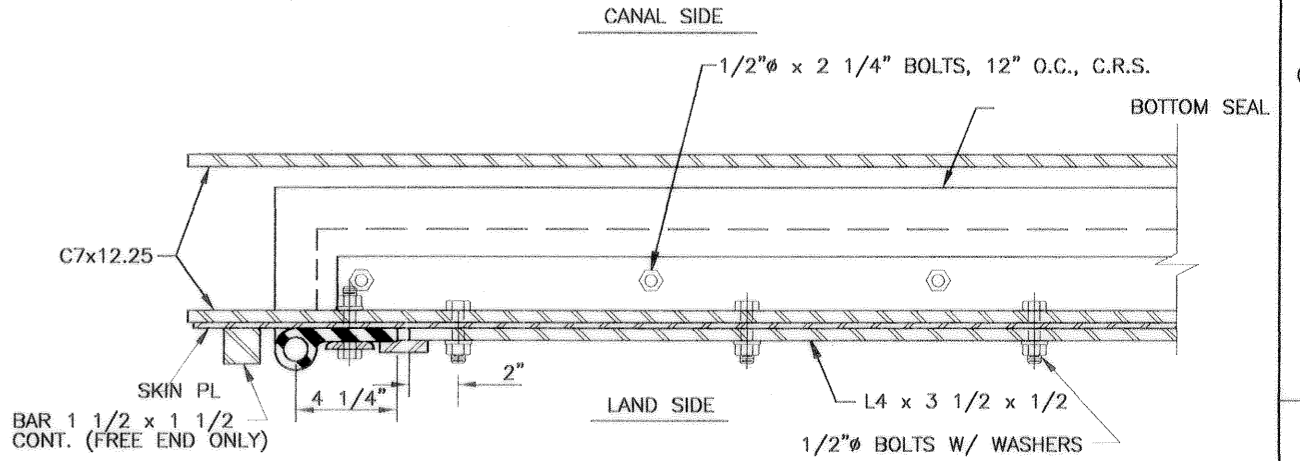 CANAL SIDE
1/2"ø x 2 1/4" BOLTS, 12" O.C., C.R.S.
BOTTOM SEAL
C7x12.25
SKIN PL
BAR 1 1/2 x 1 1/2
CONT. (FREE END ONLY)
4 1/4"
2"
LAND SIDE
L4 x 3 1/2 x 1/2
1/2"ø BOLTS W/ WASHERS